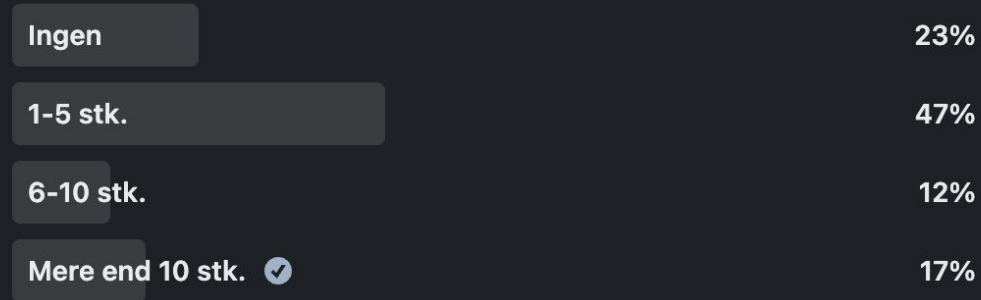 Ingen 23%
1-5 stk. 47%
6-10 stk. 12%
Mere end 10 stk. 17%